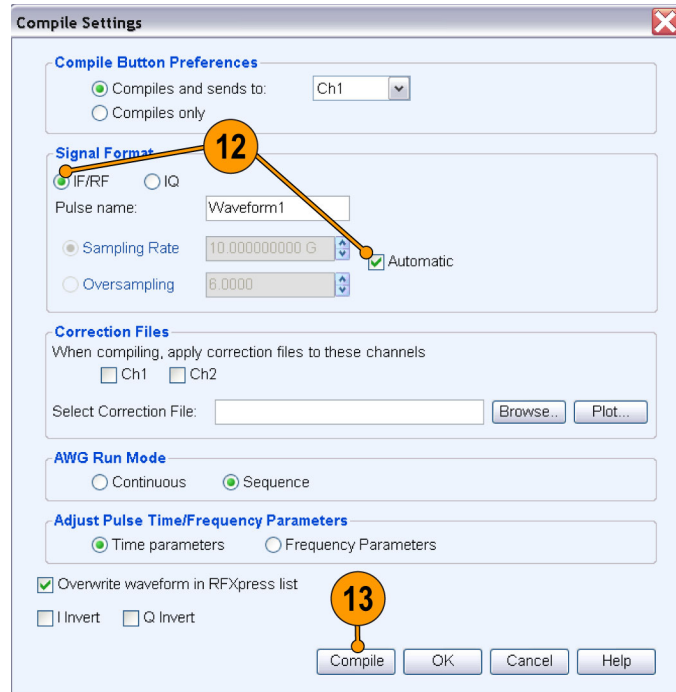 Compile Settings
Compile Button Preferences
Compiles and sends to: Ch1
Compiles only
Signal Format
12
IF/RF IQ
Pulse name: Waveform1
Sampling Rate 10.000000000 G
Automatic
Oversampling 6.0000
Correction Files
When compiling, apply correction files to these channels
Ch1 Ch2
Select Correction File: Browse.. Plot...
AWG Run Mode
Continuous Sequence
Adjust Pulse Time/Frequency Parameters
Time parameters Frequency Parameters
Overwrite waveform in RFXpress list
13
I Invert Q Invert
Compile OK Cancel Help